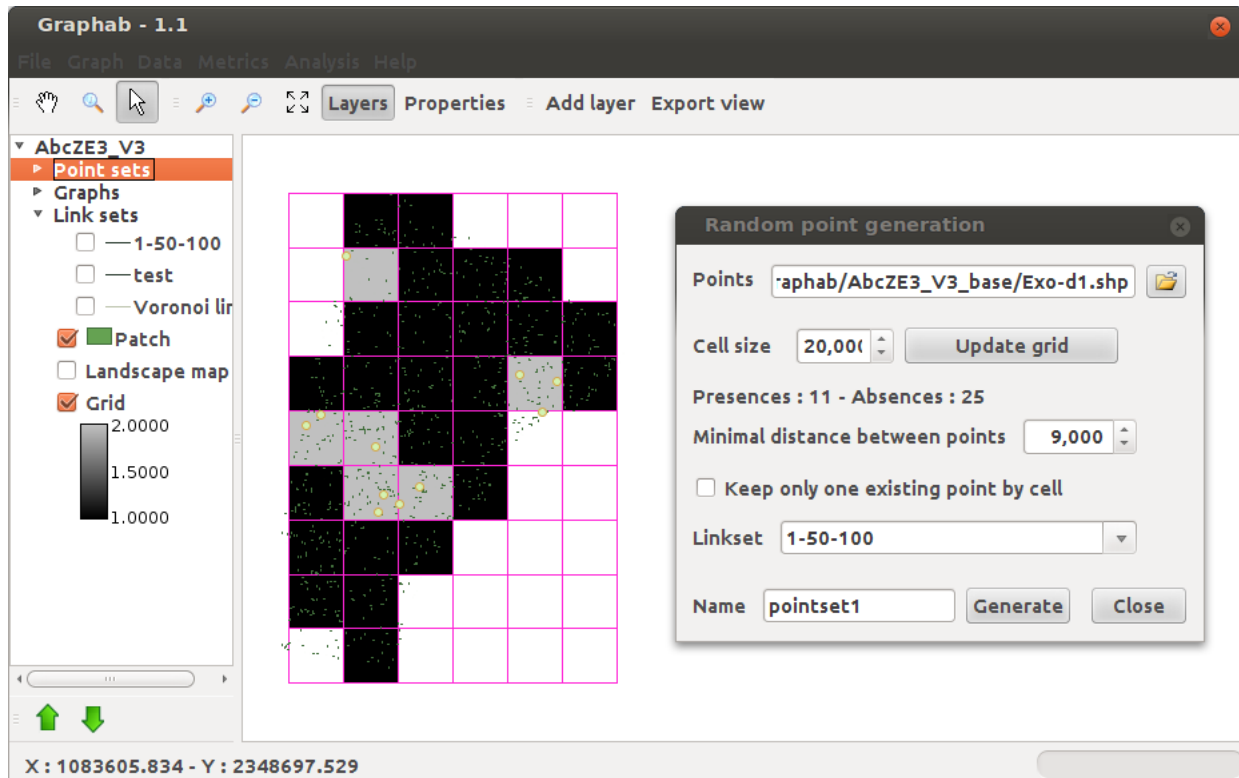 Graphab - 1.1
File Graph Data Metrics Analysis Help
Layers Properties Add layer Export view
AbcZE3_V3
Point sets
Graphs
Link sets
1-50-100
test
Voronoi lin
Patch
Landscape map
Grid
2.0000
1.5000
1.0000
Random point generation
Points raphab/AbcZE3_V3_base/Exo-d1.shp
Cell size 20,000 Update grid
Presences : 11 - Absences : 25
Minimal distance between points 9,000
Keep only one existing point by cell
Linkset 1-50-100
Name pointset1 Generate Close
X : 1083605.834 - Y : 2348697.529